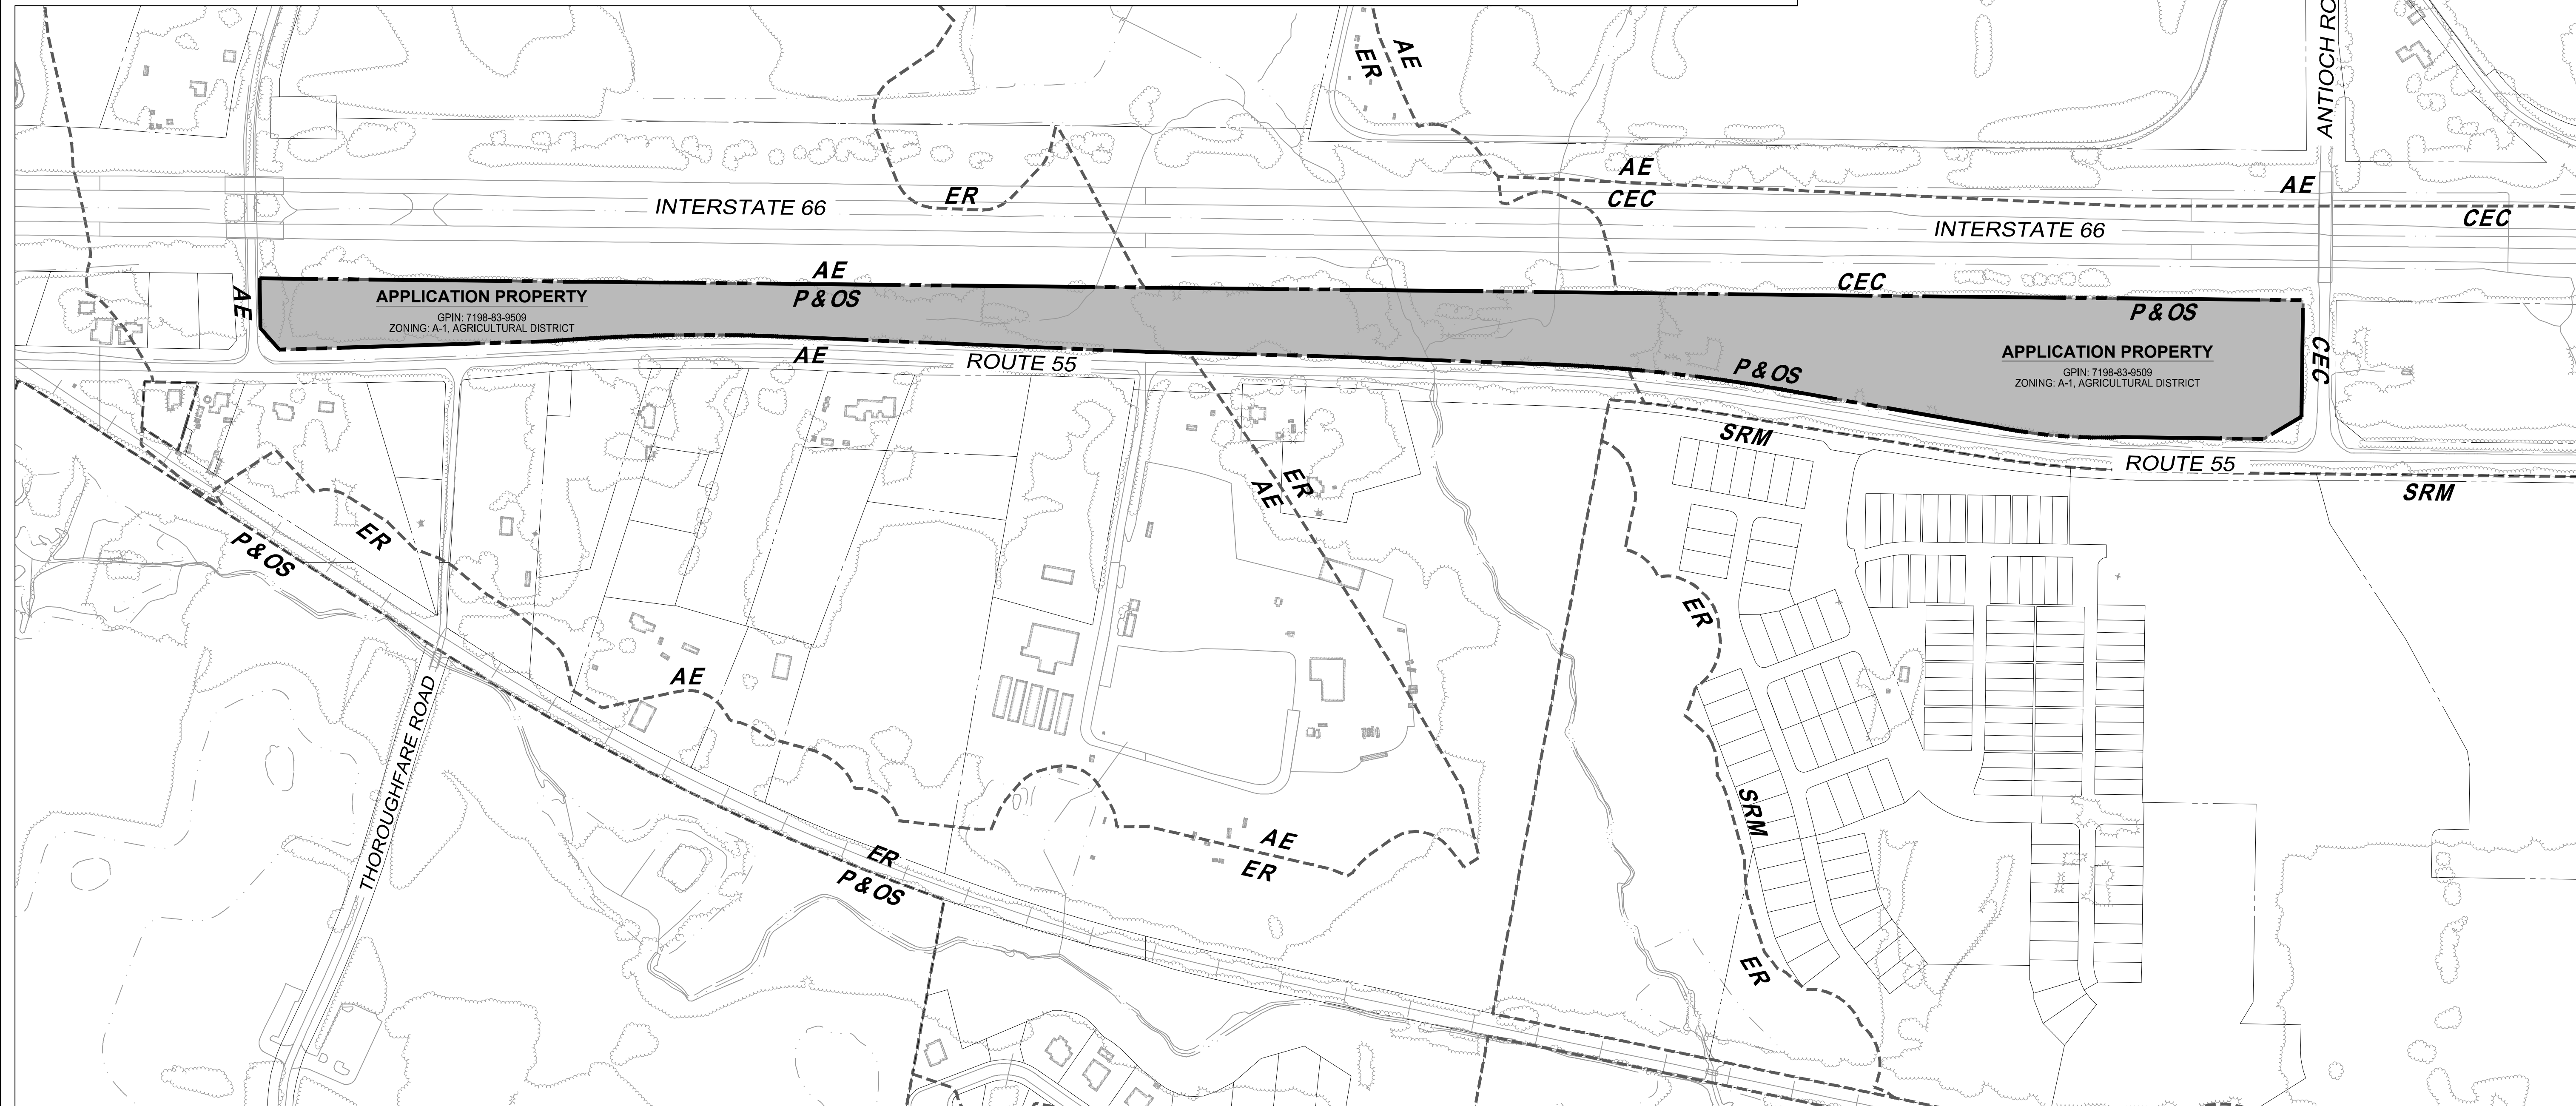 ANTIOCH RO
AE
ER
AE
CEC
AE
CEC
ER
INTERSTATE 66
INTERSTATE 66
AE
P & OS
CEC
P & OS
AE
APPLICATION PROPERTY
GPIN: 7198-83-9509
ZONING: A-1, AGRICULTURAL DISTRICT
APPLICATION PROPERTY
GPIN: 7198-83-9509
ZONING: A-1, AGRICULTURAL DISTRICT
CEC
AE
ROUTE 55
P & OS
SRM
ROUTE 55
SRM
ER
AE
ER
P & OS
ER
AE
THOROUGHFARE ROAD
SRM
AE
ER
ER
P & OS
ER